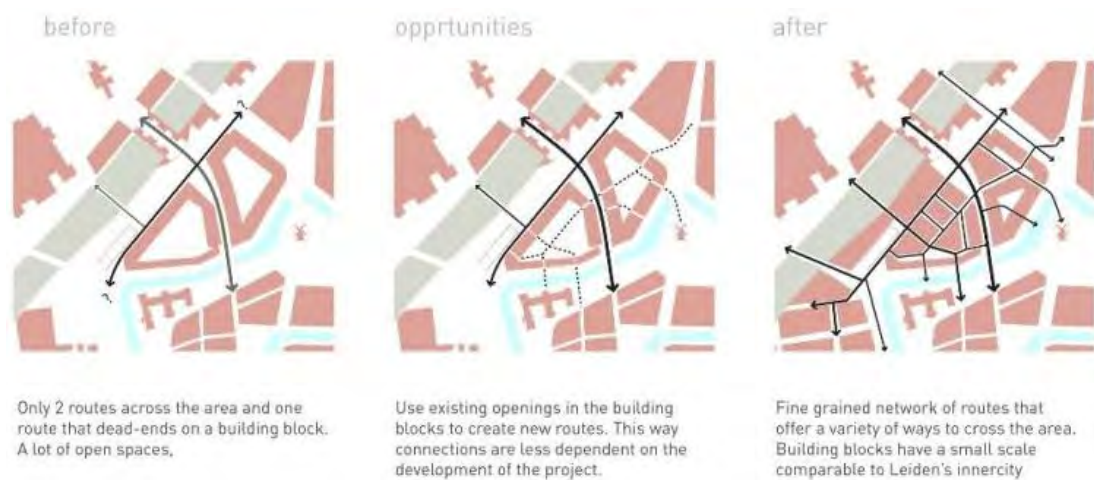 before
opprtunities
after
?
?
Only 2 routes across the area and one
route that dead-ends on a building block.
A lot of open spaces,
Use existing openings in the building
blocks to create new routes. This way
connections are less dependent on the
development of the project.
Fine grained network of routes that
offer a variety of ways to cross the area.
Building blocks have a small scale
comparable to Leiden's innercity